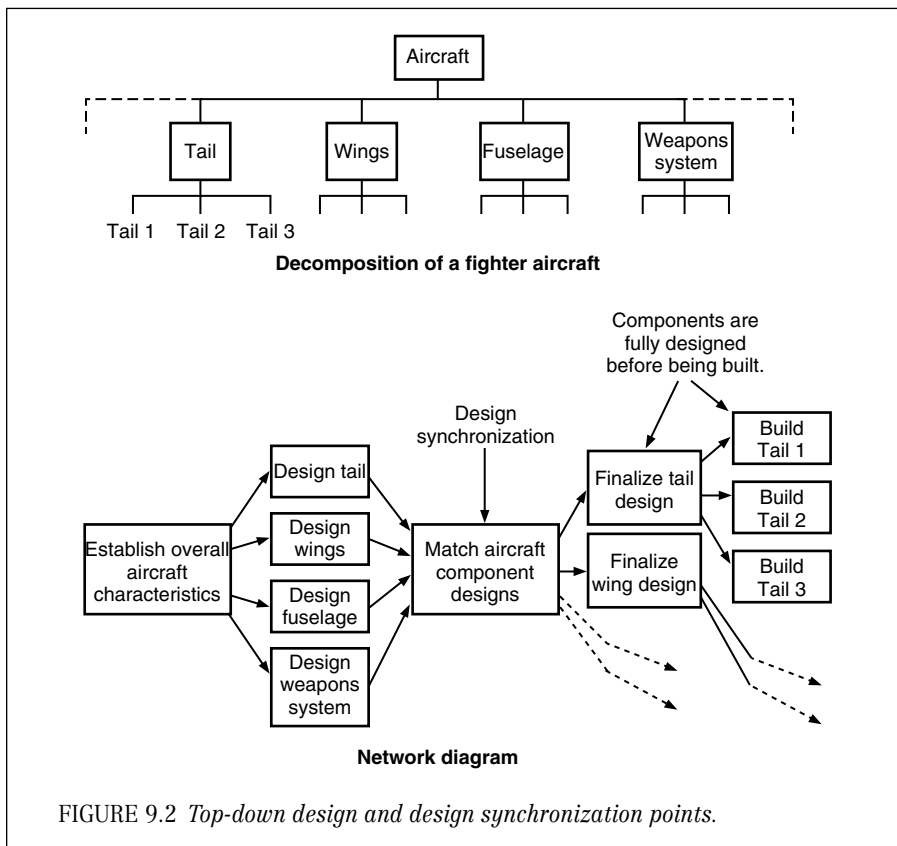 Aircraft
Tail
Wings
Fuselage
Weapons
system
Tail 1
Tail 2
Tail 3
Decomposition of a fighter aircraft
Components are
fully designed
before being built.
Design
synchronization
Establish overall
aircraft
characteristics
Design tail
Design
wings
Design
fuselage
Design
weapons
system
Match aircraft
component
designs
Finalize tail
design
Finalize
wing design
Build
Tail 1
Build
Tail 2
Build
Tail 3
Network diagram
FIGURE 9.2 Top-down design and design synchronization points.